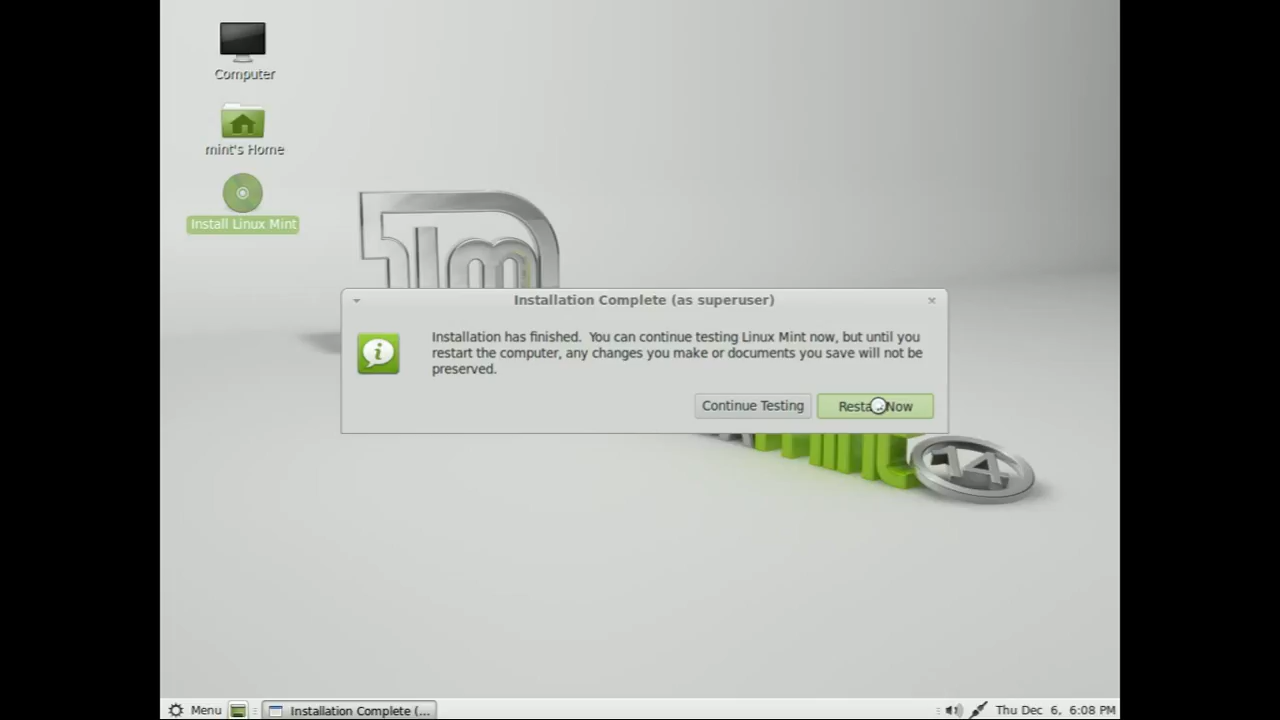 Computer
mint's Home
Install Linux Mint
Installation Complete (as superuser)
Installation has finished.  You can continue testing Linux Mint now, but until you
restart the computer, any changes you make or documents you save will not be
preserved.
Continue Testing
Restart Now
14
Menu
Installation Complete (...
Thu Dec  6,  6:08 PM